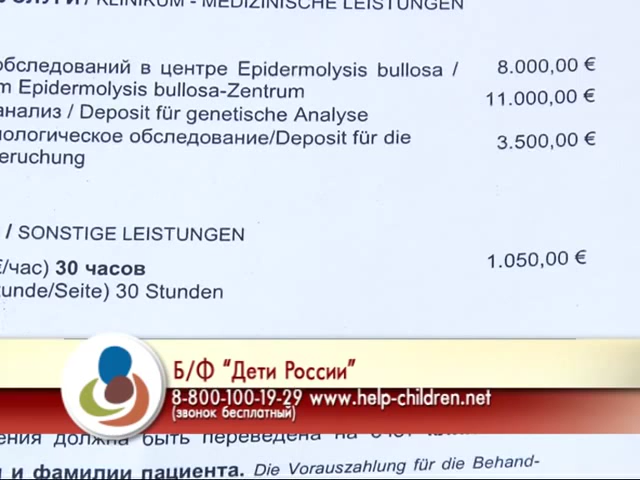 KLINIKUM - MEDIZINISCHE LEISTUNGEN
обследований в центре Epidermolysis bullosa / 8.000,00 €
m Epidermolysis bullosa-Zentrum
анализ / Deposit für genetische Analyse 11.000,00 €
ологическое обследование/Deposit für die 3.500,00 €
eruchung
/ SONSTIGE LEISTUNGEN
€/час) 30 часов 1.050,00 €
tunde/Seite) 30 Stunden
Б/Ф "Дети России"
8-800-100-19-29 www.help-children.net
(звонок бесплатный)
ения должна быть переведена на
и фамилии пациента. Die Vorauszahlung für die Behand-